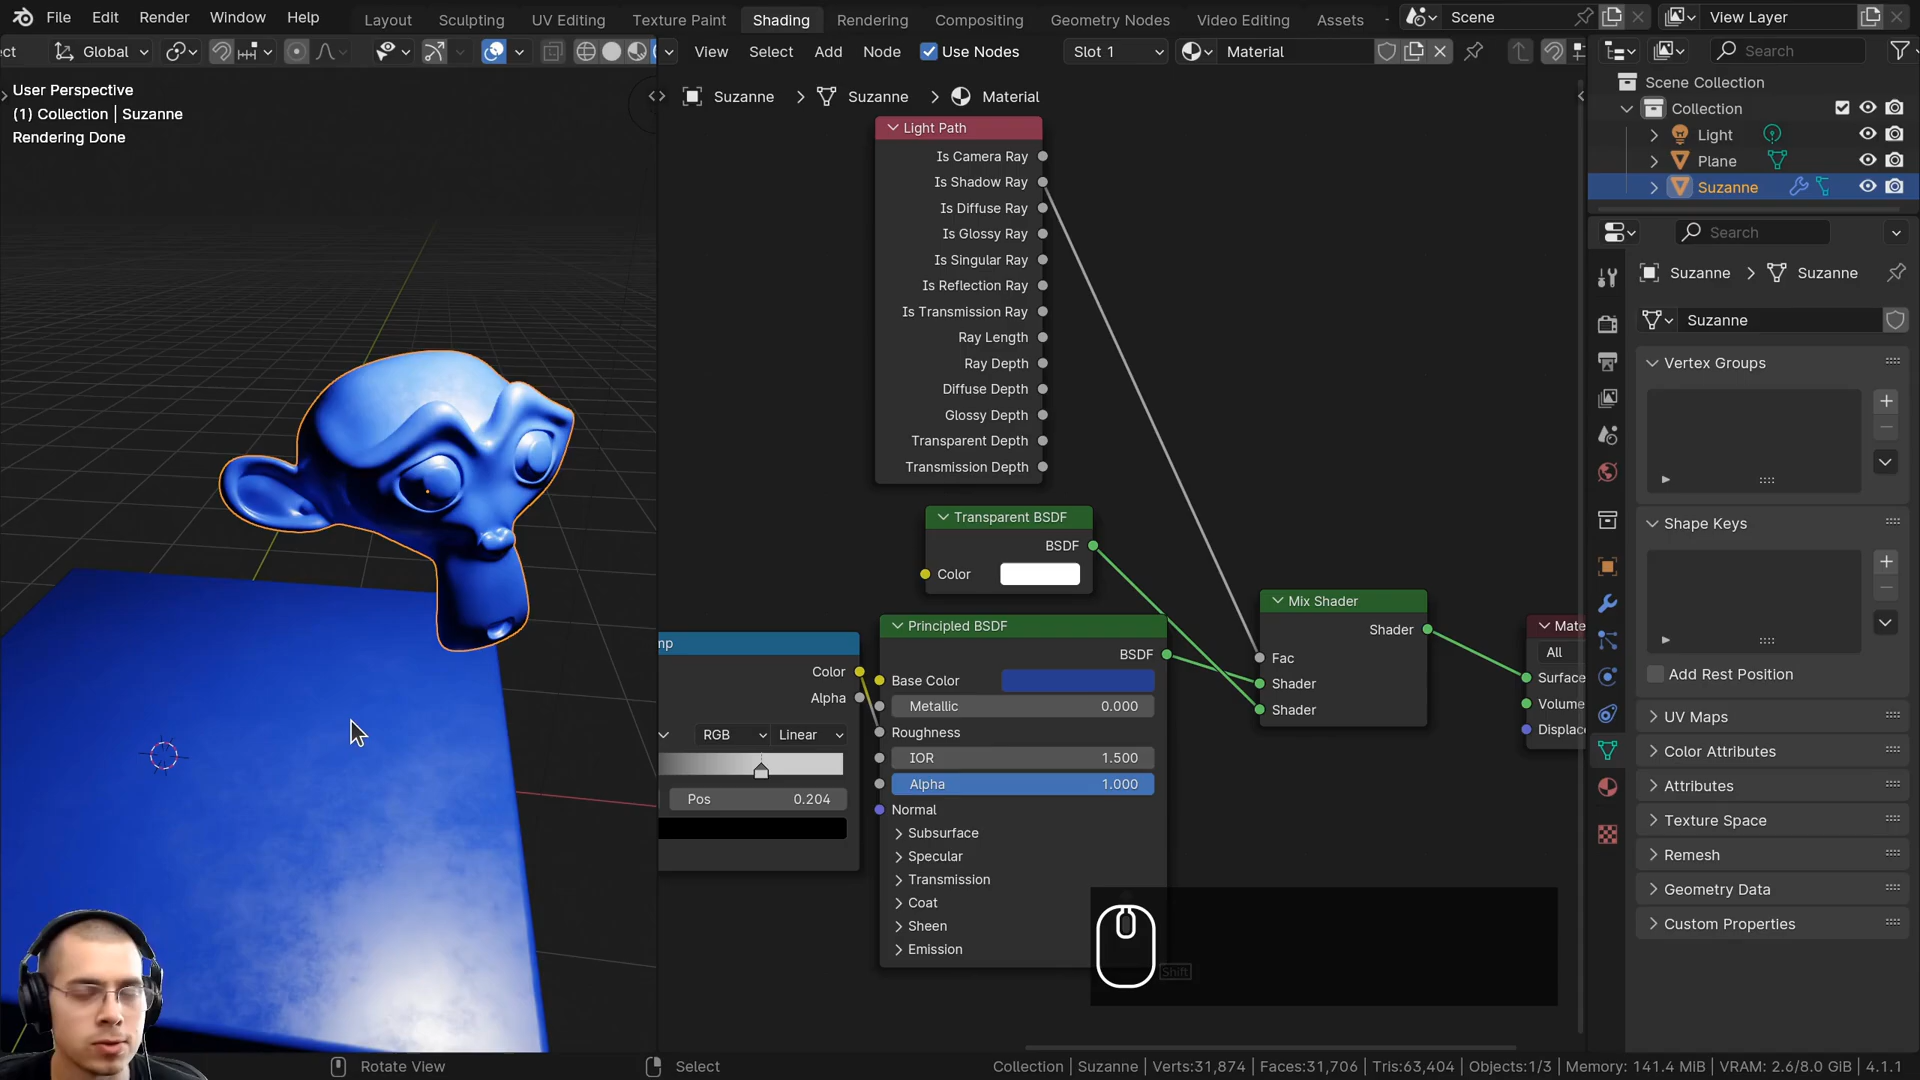 File Edit Render Window Help Layout Sculpting UV Editing Texture Paint Shading Rendering Compositing Geometry Nodes Video Editing Assets Scene View Layer
ect Global View Select Add Node Use Nodes Slot 1 Material Search
User Perspective
(1) Collection | Suzanne
Rendering Done
Suzanne > Suzanne > Material
Light Path
Is Camera Ray
Is Shadow Ray
Is Diffuse Ray
Is Glossy Ray
Is Singular Ray
Is Reflection Ray
Is Transmission Ray
Ray Length
Ray Depth
Diffuse Depth
Glossy Depth
Transparent Depth
Transmission Depth
Transparent BSDF
BSDF
Color
mp
Color
Alpha
RGB Linear
Pos 0.204
Principled BSDF
BSDF
Base Color
Metallic 0.000
Roughness
IOR 1.500
Alpha 1.000
Normal
Subsurface
Specular
Transmission
Coat
Sheen
Emission
Mix Shader
Shader
Fac
Shader
Shader
Mate
All
Surface
Volume
Displac
Shift
Scene Collection
Collection
Light
Plane
Suzanne
Search
Suzanne > Suzanne
Suzanne
Vertex Groups
Shape Keys
Add Rest Position
UV Maps
Color Attributes
Attributes
Texture Space
Remesh
Geometry Data
Custom Properties
Rotate View Select Collection | Suzanne | Verts:31,874 | Faces:31,706 | Tris:63,404 | Objects:1/3 | Memory: 141.4 MiB | VRAM: 2.6/8.0 GiB | 4.1.1